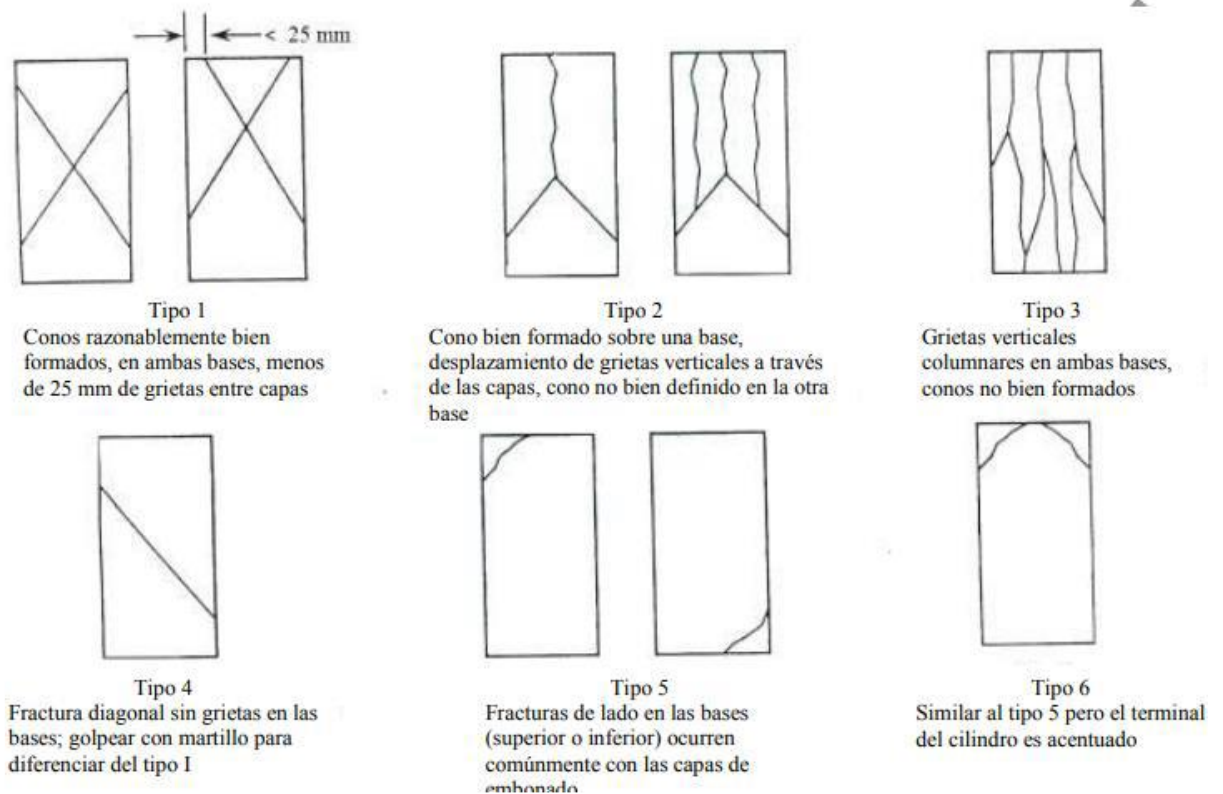 < 25 mm
Tipo 1
Conos razonablemente bien
formados, en ambas bases, menos
de 25 mm de grietas entre capas
Tipo 2
Cono bien formado sobre una base,
desplazamiento de grietas verticales a través
de las capas, cono no bien definido en la otra
base
Tipo 3
Grietas verticales
columnares en ambas bases,
conos no bien formados
Tipo 4
Fractura diagonal sin grietas en las
bases; golpear con martillo para
diferenciar del tipo I
Tipo 5
Fracturas de lado en las bases
(superior o inferior) ocurren
comúnmente con las capas de
embonado
Tipo 6
Similar al tipo 5 pero el terminal
del cilindro es acentuado